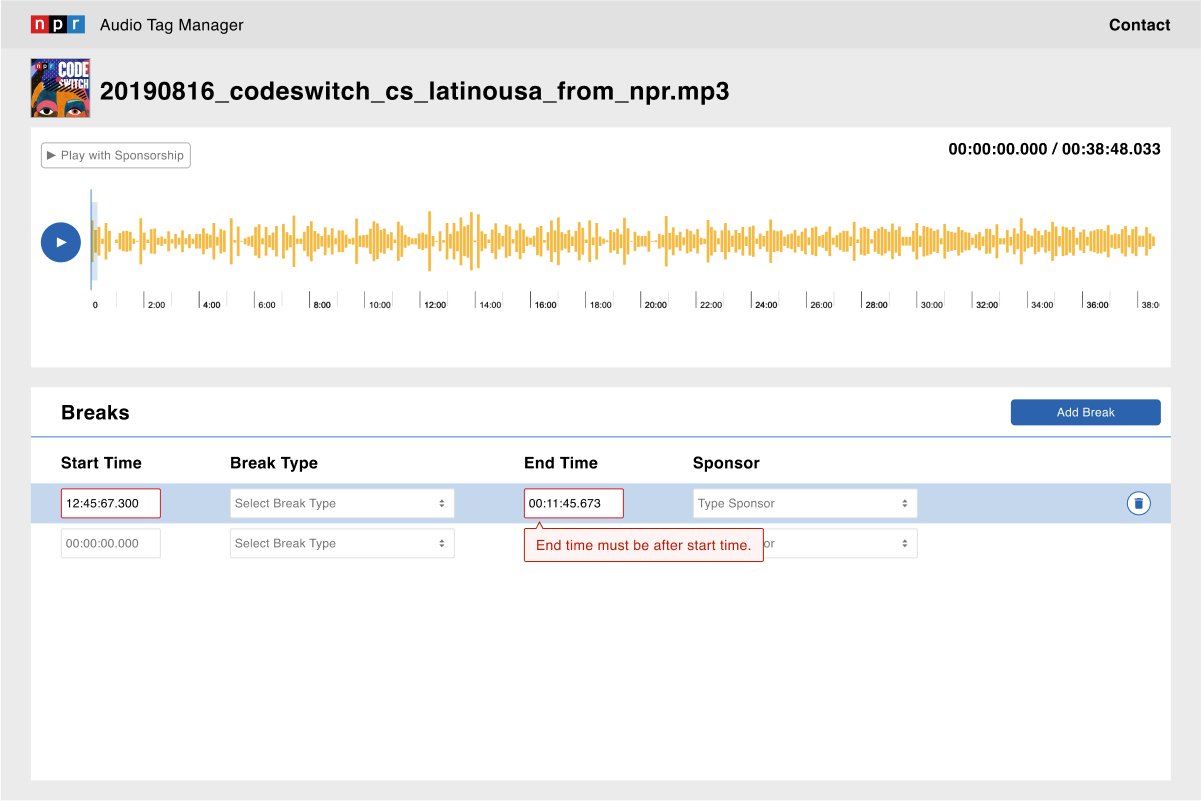 npr Audio Tag Manager Contact
npr CODE
SWITCH
20190816_codeswitch_cs_latinousa_from_npr.mp3
Play with Sponsorship 00:00:00.000 / 00:38:48.033
0 2:00 4:00 6:00 8:00 10:00 12:00 14:00 16:00 18:00 20:00 22:00 24:00 26:00 28:00 30:00 32:00 34:00 36:00 38:0
Breaks Add Break
Start Time Break Type End Time Sponsor
12:45:67.300 Select Break Type 00:11:45.673 Type Sponsor
00:00:00.000 Select Break Type End time must be after start time. or